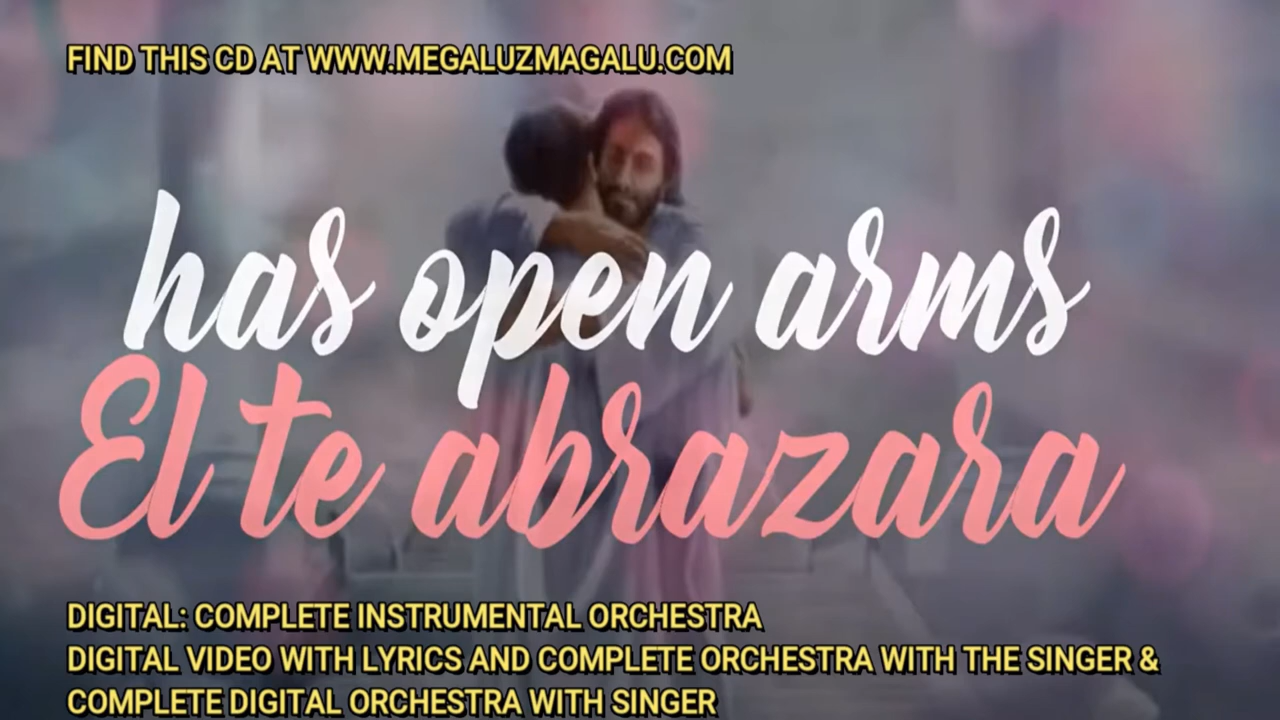 FIND THIS CD AT WWW.MEGALUZMAGALU.COM
has open arms
El te abrazara
DIGITAL: COMPLETE INSTRUMENTAL ORCHESTRA
DIGITAL VIDEO WITH LYRICS AND COMPLETE ORCHESTRA WITH THE SINGER &
COMPLETE DIGITAL ORCHESTRA WITH SINGER